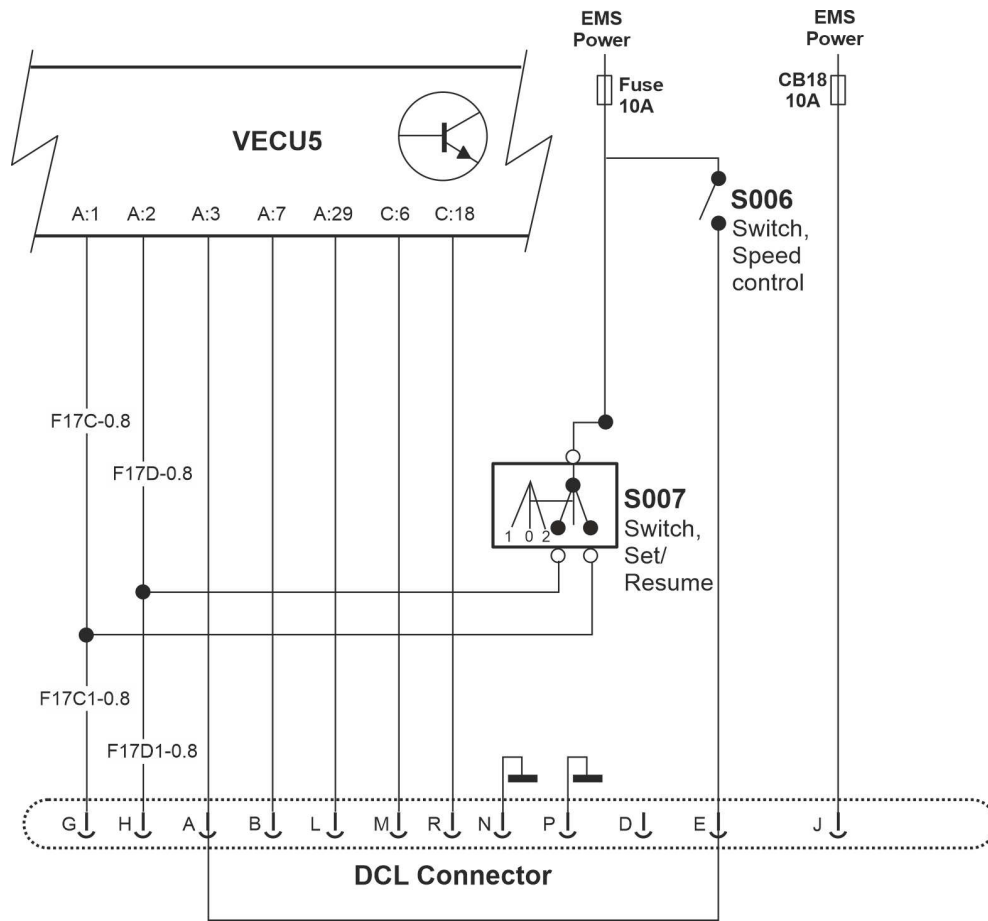 EMS
Power
EMS
Power
Fuse
10A
CB18
10A
VECU5
A:1 A:2 A:3 A:7 A:29 C:6 C:18
S006
Switch,
Speed
control
F17C-0.8
F17D-0.8
S007
Switch,
Set/
Resume
1 0 2
F17C1-0.8
F17D1-0.8
G H A B L M R N P D E J
DCL Connector